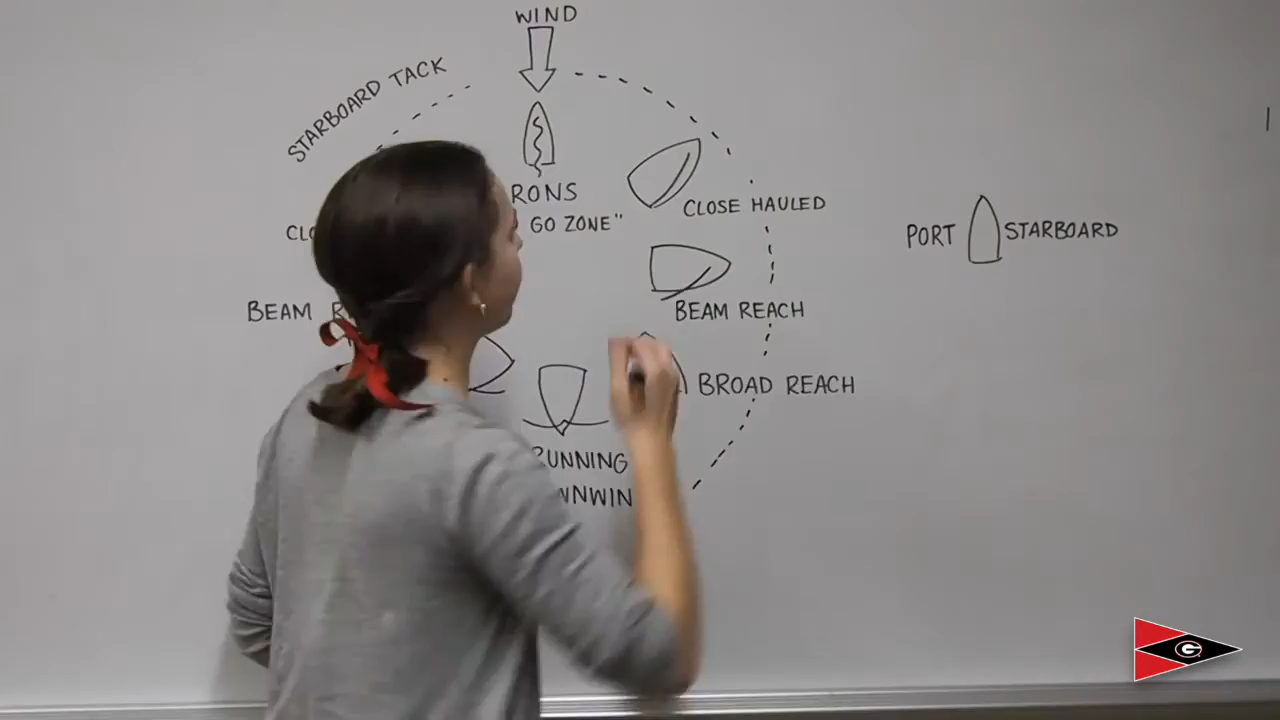 WIND
STARBOARD TACK
RONS
GO ZONE"
CLOSE HAULED
PORT STARBOARD
BEAM
BEAM REACH
BROAD REACH
RUNNING
G